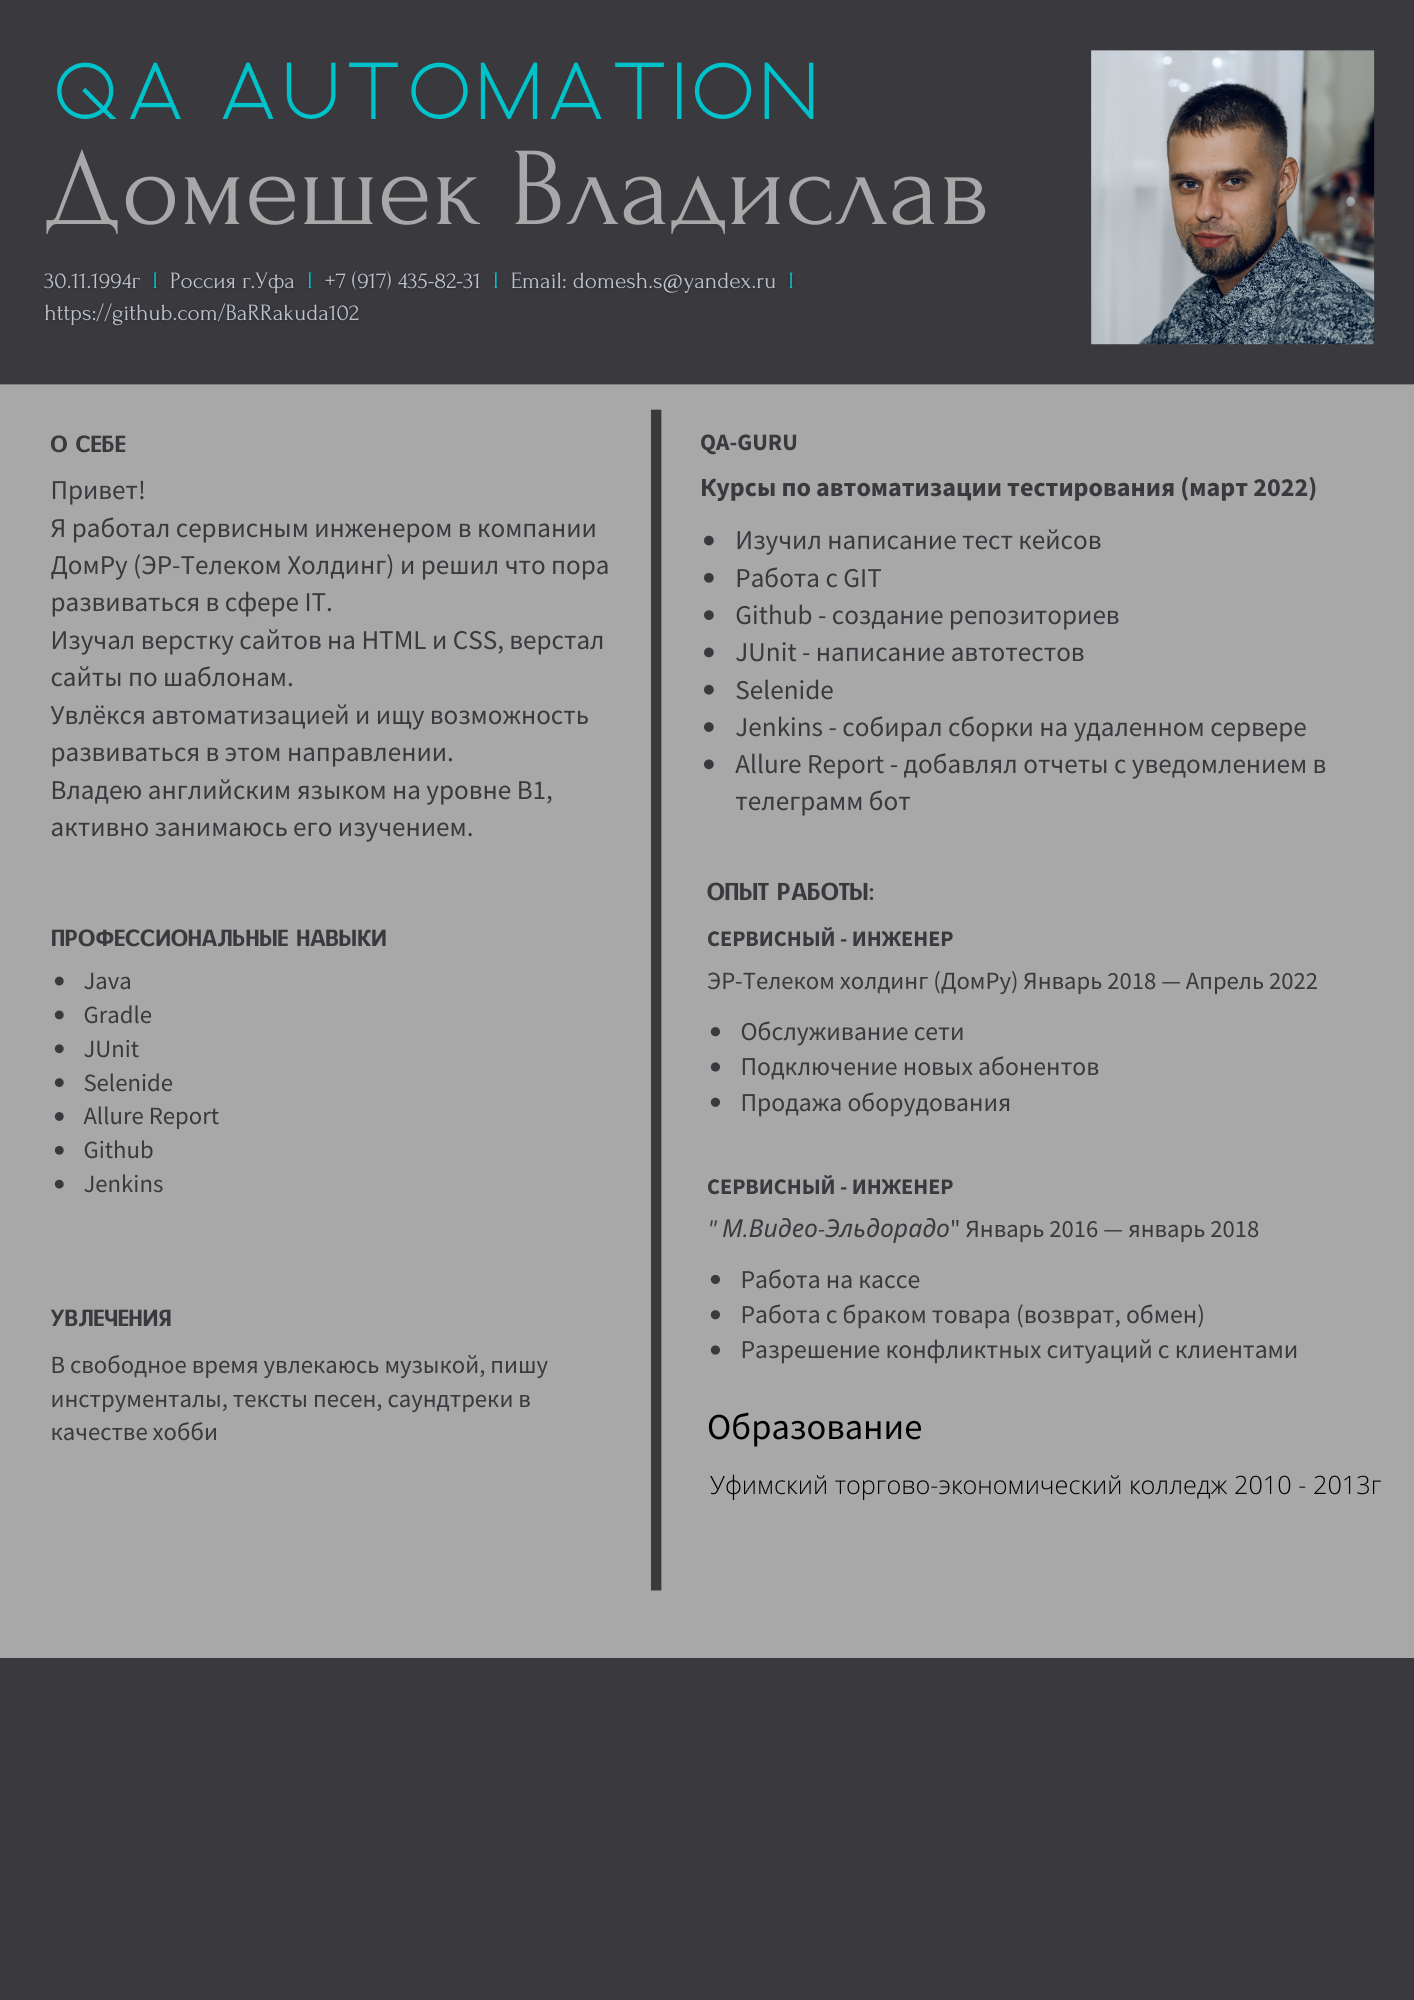 QA AUTOMATION
Домешек Владислав
30.11.1994г | Россия г.Уфа | +7 (917) 435-82-31 | Email: domesh.s@yandex.ru |
https://github.com/BaRRakuda102
О СЕБЕ
Привет!
Я работал сервисным инженером в компании
ДомРу (ЭР-Телеком Холдинг) и решил что пора
развиваться в сфере IT.
Изучал верстку сайтов на HTML и CSS, верстал
сайты по шаблонам.
Увлёкся автоматизацией и ищу возможность
развиваться в этом направлении.
Владею английским языком на уровне B1,
активно занимаюсь его изучением.
ПРОФЕССИОНАЛЬНЫЕ НАВЫКИ
• Java
• Gradle
• JUnit
• Selenide
• Allure Report
• Github
• Jenkins
УВЛЕЧЕНИЯ
В свободное время увлекаюсь музыкой, пишу
инструменталы, тексты песен, саундтреки в
качестве хобби
QA-GURU
Курсы по автоматизации тестирования (март 2022)
• Изучил написание тест кейсов
• Работа с GIT
• Github - создание репозиториев
• JUnit - написание автотестов
• Selenide
• Jenkins - собирал сборки на удаленном сервере
• Allure Report - добавлял отчеты с уведомлением в
телеграмм бот
ОПЫТ РАБОТЫ:
СЕРВИСНЫЙ - ИНЖЕНЕР
ЭР-Телеком холдинг (ДомРу) Январь 2018 — Апрель 2022
• Обслуживание сети
• Подключение новых абонентов
• Продажа оборудования
СЕРВИСНЫЙ - ИНЖЕНЕР
" М.Видео-Эльдорадо" Январь 2016 — январь 2018
• Работа на кассе
• Работа с браком товара (возврат, обмен)
• Разрешение конфликтных ситуаций с клиентами
Образование
Уфимский торгово-экономический колледж 2010 - 2013г